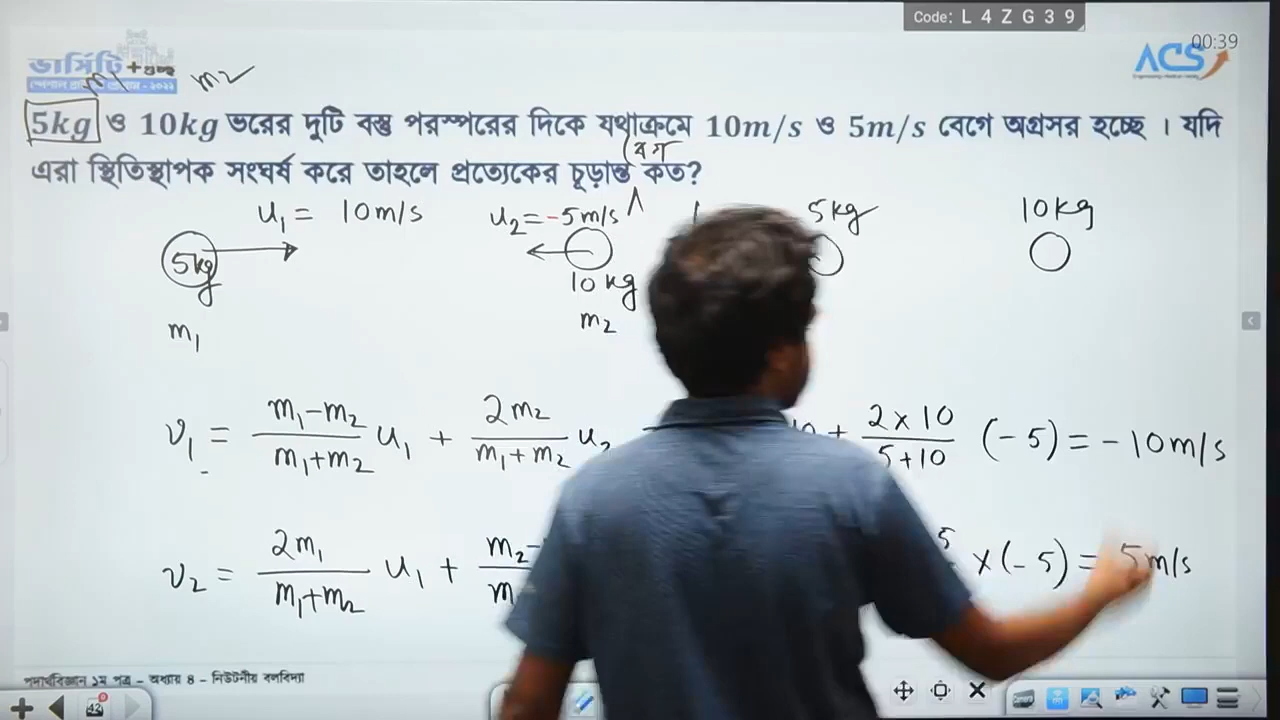 Code: L 4 Z G 3 9
00:39
ভার্সিটি +গুচ্ছ
ACS
m1 m2
5kg ও 10kg ভরের দুটি বস্তু পরস্পরের দিকে যথাক্রমে 10m/s ও 5m/s বেগে অগ্রসর হচ্ছে । যদি
বেগ
এরা স্থিতিস্থাপক সংঘর্ষ করে তাহলে প্রত্যেকের চূড়ান্ত কত?
u1 = 10m/s u2=-5m/s 5kg 10kg
5kg
10kg
m1 m2
v1 = (m1-m2)/(m1+m2) u1 + 2m2/(m1+m2) u2 + (2×10)/(5+10) (-5) = -10m/s
v2 = 2m1/(m1+m2) u1 + 5 ×(-5) = 5m/s
পদার্থবিজ্ঞান ১ম পত্র - অধ্যায় ৪ - নিউটনীয় বলবিদ্যা